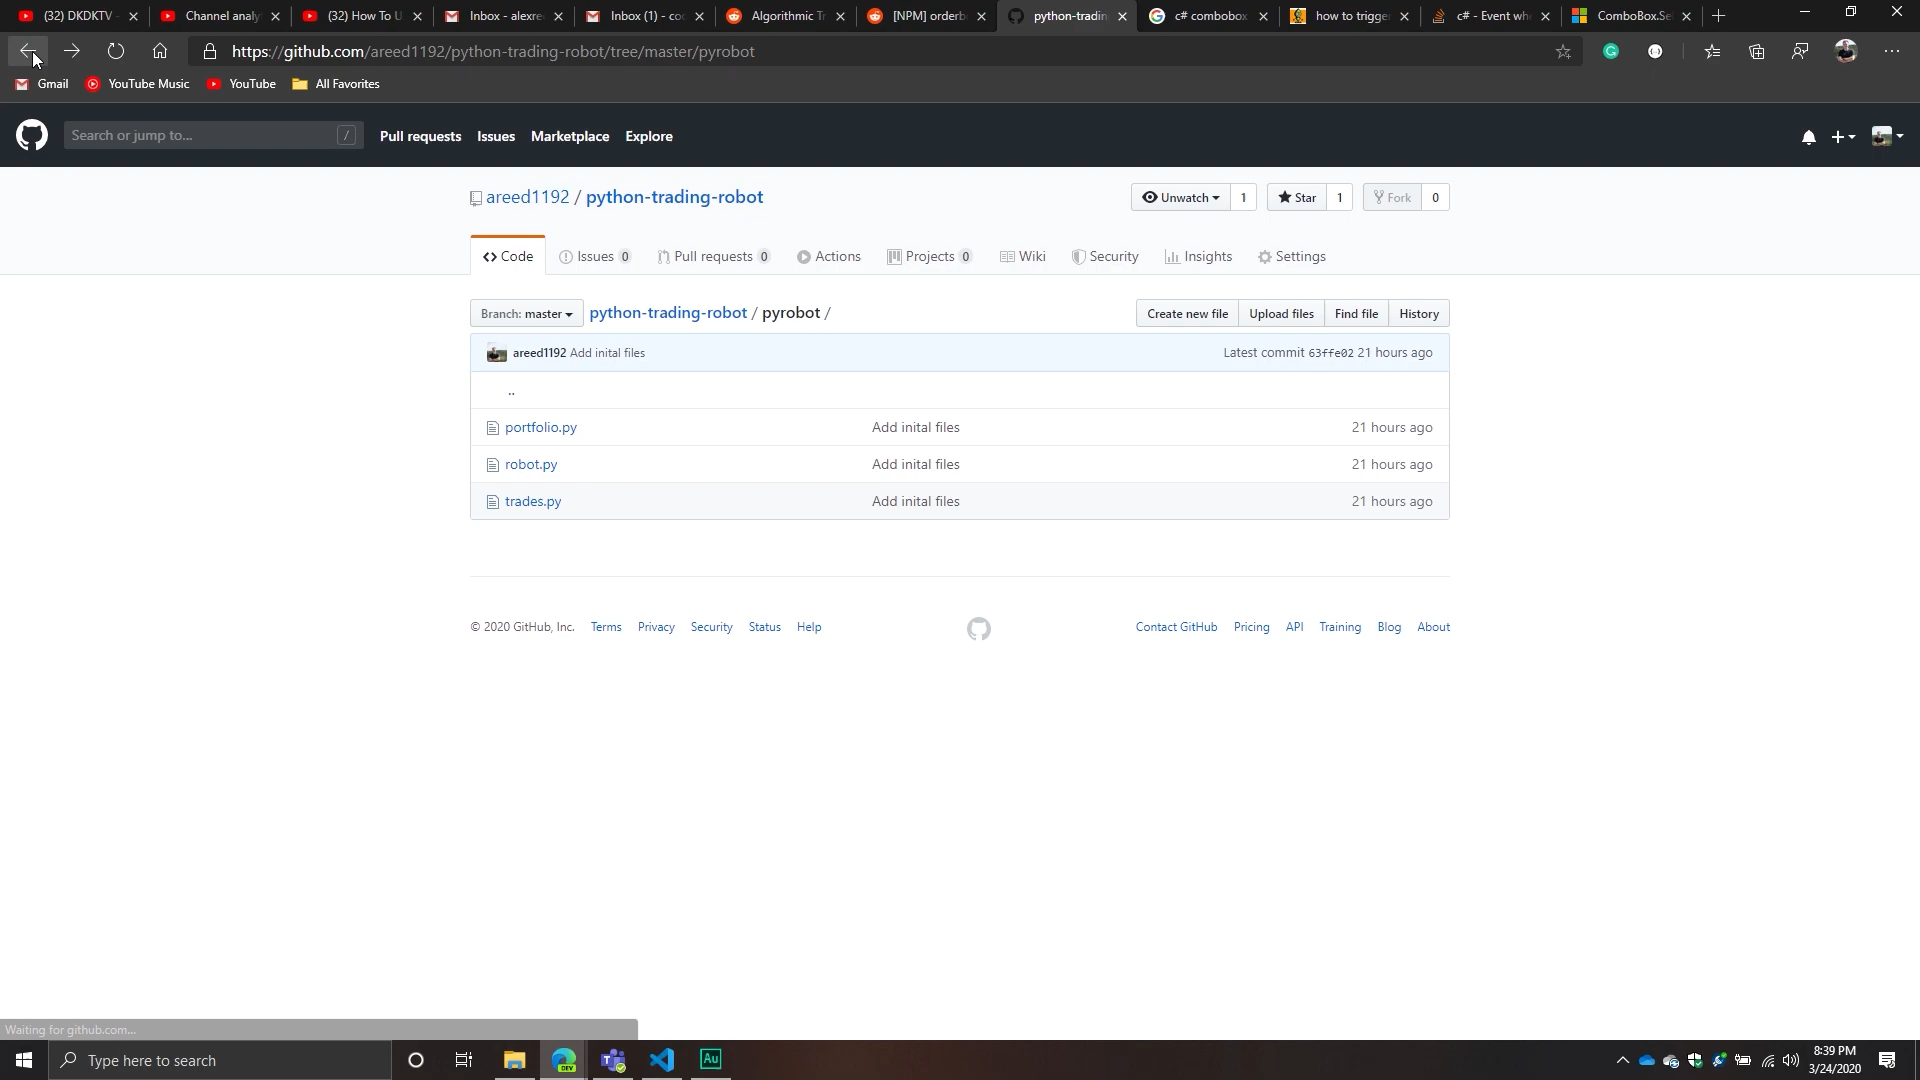 (32) DKDKTV - Channel analy (32) How To U Inbox - alexre Inbox (1) - co Algorithmic T [NPM] orderb python-tradin c# combobox how to trigge c# - Event wh ComboBox.Se
https://github.com/areed1192/python-trading-robot/tree/master/pyrobot
Gmail YouTube Music YouTube All Favorites
Search or jump to... / Pull requests Issues Marketplace Explore
areed1192 / python-trading-robot Unwatch 1 Star 1 Fork 0
Code Issues 0 Pull requests 0 Actions Projects 0 Wiki Security Insights Settings
Branch: master python-trading-robot / pyrobot / Create new file Upload files Find file History
areed1192 Add inital files Latest commit 63ffe02 21 hours ago
..
portfolio.py Add inital files 21 hours ago
robot.py Add inital files 21 hours ago
trades.py Add inital files 21 hours ago
© 2020 GitHub, Inc. Terms Privacy Security Status Help Contact GitHub Pricing API Training Blog About
Waiting for github.com...
Type here to search DEV Au 8:39 PM
3/24/2020